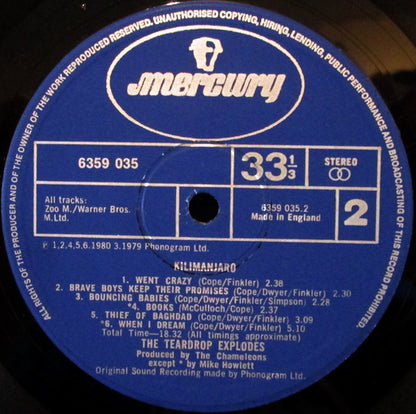 ALL RIGHTS OF THE PRODUCER AND OF THE OWNER OF THE WORK REPRODUCED RESERVED. UNAUTHORISED COPYING, HIRING, LENDING, PUBLIC PERFORMANCE AND BROADCASTING OF THIS RECORD PROHIBITED.
mercury
6359 035
33⅓
STEREO
All tracks:
Zoo M./Warner Bros.
M.Ltd.
6359 035.2
Made in England
2
℗ 1,2,4,5,6.1980 3.1979 Phonogram Ltd.
KILIMANJARO
1. WENT CRAZY (Cope/Finkler) 2.38
2. BRAVE BOYS KEEP THEIR PROMISES (Cope/Dwyer/Finkler) 2.30
3. BOUNCING BABIES (Cope/Dwyer/Finkler/Simpson) 2.28
*4. BOOKS (McCulloch/Cope) 2.37
5. THIEF OF BAGHDAD (Cope/Dwyer/Finkler) 3.09
*6. WHEN I DREAM (Cope/Dwyer/Finkler) 5.10
Total Time—18.32 (All timings approximate)
THE TEARDROP EXPLODES
Produced by The Chameleons
except * by Mike Howlett
Original Sound Recording made by Phonogram Ltd.